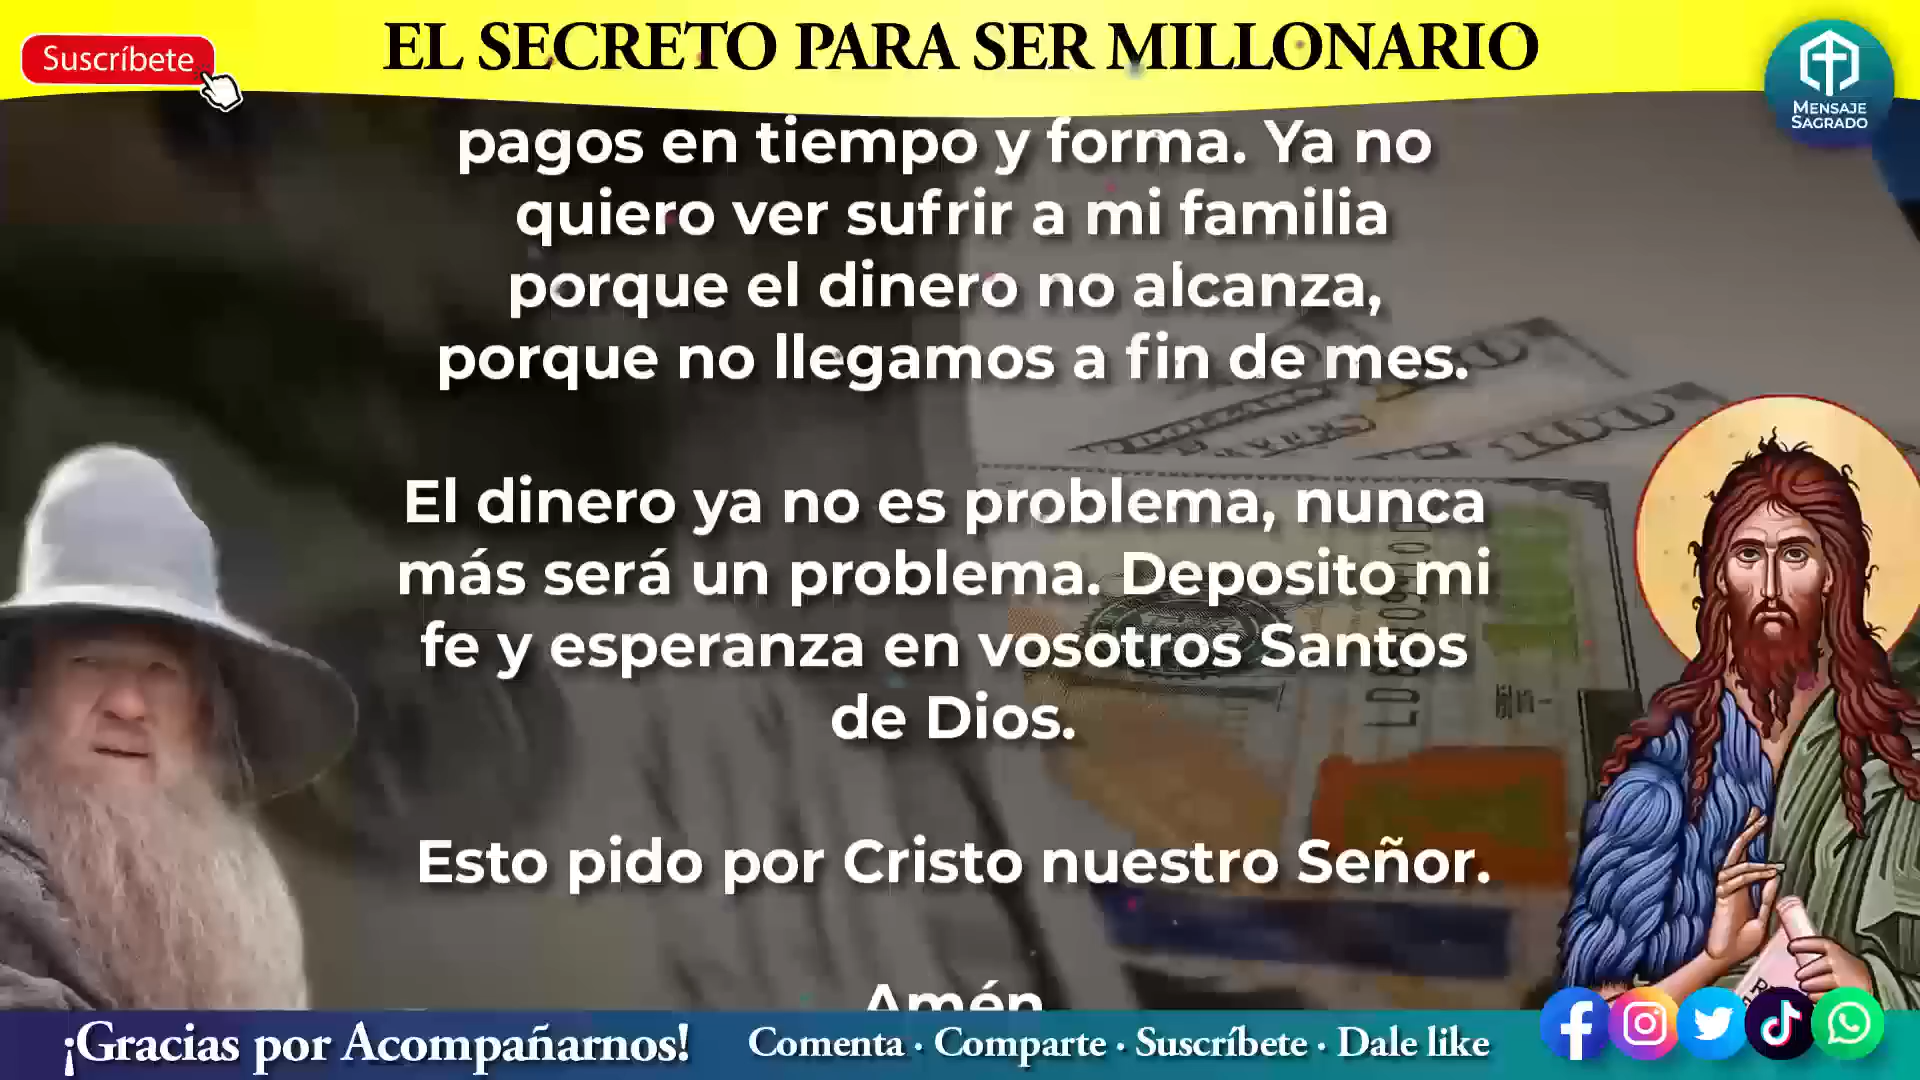 Suscríbete
EL SECRETO PARA SER MILLONARIO
MENSAJE
SAGRADO
pagos en tiempo y forma. Ya no
quiero ver sufrir a mi familia
porque el dinero no alcanza,
porque no llegamos a fin de mes.
El dinero ya no es problema, nunca
más será un problema. Deposito mi
fe y esperanza en vosotros Santos
de Dios.
Esto pido por Cristo nuestro Señor.
Amén
¡Gracias por Acompañarnos!
Comenta · Comparte · Suscríbete · Dale like